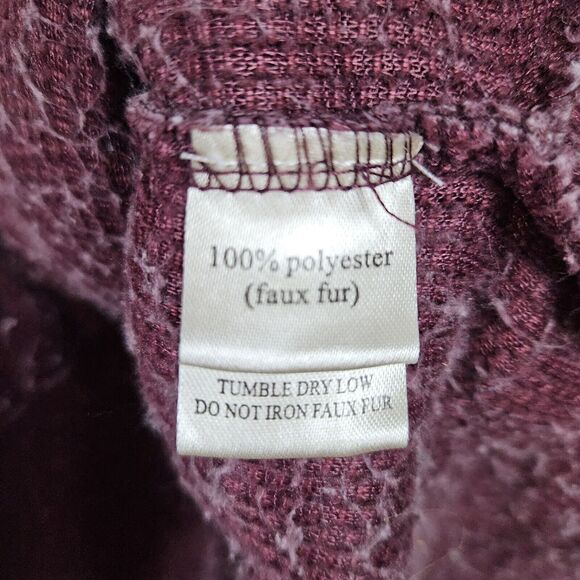 100% polyester
(faux fur)
TUMBLE DRY LOW
DO NOT IRON FAUX FUR